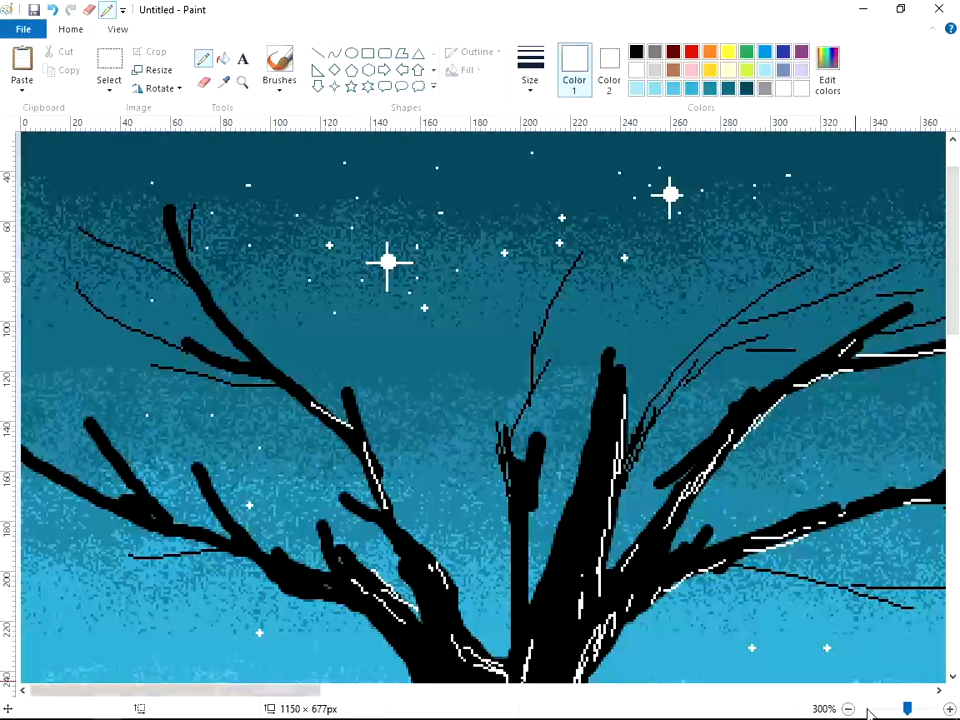 Untitled - Paint
File Home View
Paste
Cut
Copy
Clipboard
Select
Crop
Resize
Rotate
Image
A
Tools
Brushes
Outline
Fill
Shapes
Size
Color 1
Color 2
Edit colors
Colors
0 20 40 60 80 100 120 140 160 180 200 220 240 260 280 300 320 340 360
40
60
80
100
120
140
160
180
200
220
240
1150 × 677px
300%